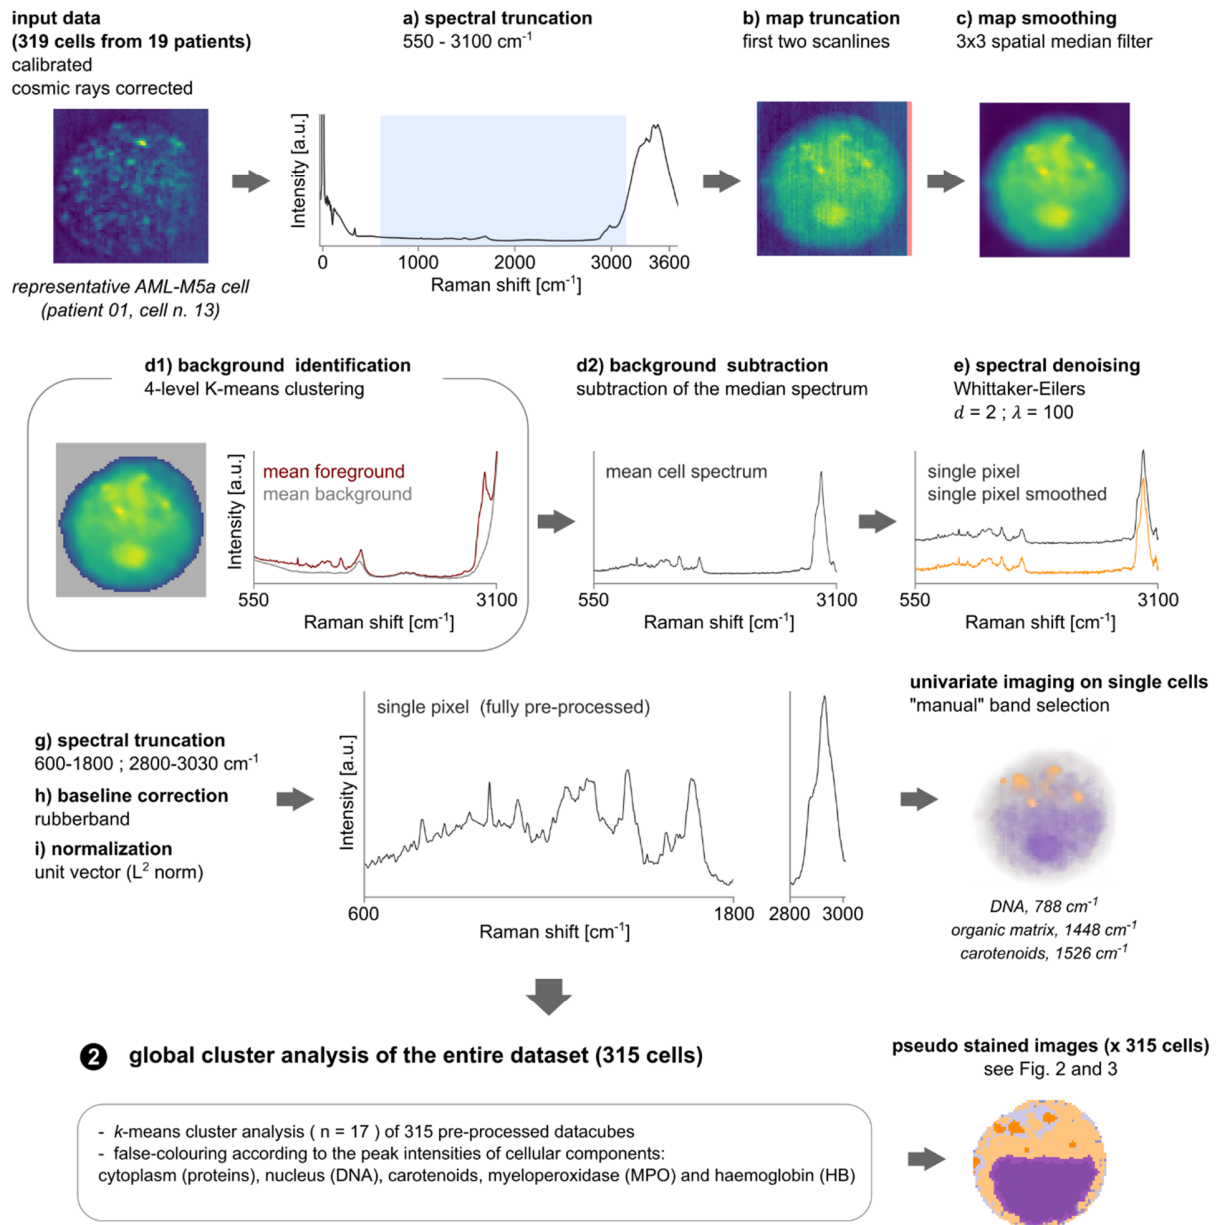 input data
(319 cells from 19 patients)
calibrated
cosmic rays corrected
representative AML-M5a cell
(patient 01, cell n. 13)
a) spectral truncation
550 - 3100 cm⁻¹
Intensity [a.u.]
0 1000 2000 3000 3600
Raman shift [cm⁻¹]
b) map truncation
first two scanlines
c) map smoothing
3x3 spatial median filter
d1) background identification
4-level K-means clustering
Intensity [a.u.]
mean foreground
mean background
550 3100
Raman shift [cm⁻¹]
d2) background subtraction
subtraction of the median spectrum
mean cell spectrum
550 3100
Raman shift [cm⁻¹]
e) spectral denoising
Whittaker-Eilers
d = 2 ; λ = 100
single pixel
single pixel smoothed
550 3100
Raman shift [cm⁻¹]
g) spectral truncation
600-1800 ; 2800-3030 cm⁻¹
h) baseline correction
rubberband
i) normalization
unit vector (L² norm)
Intensity [a.u.]
single pixel (fully pre-processed)
600 1800 2800 3000
Raman shift [cm⁻¹]
univariate imaging on single cells
"manual" band selection
DNA, 788 cm⁻¹
organic matrix, 1448 cm⁻¹
carotenoids, 1526 cm⁻¹
2 global cluster analysis of the entire dataset (315 cells)
- k-means cluster analysis ( n = 17 ) of 315 pre-processed datacubes
- false-colouring according to the peak intensities of cellular components:
cytoplasm (proteins), nucleus (DNA), carotenoids, myeloperoxidase (MPO) and haemoglobin (HB)
pseudo stained images (x 315 cells)
see Fig. 2 and 3